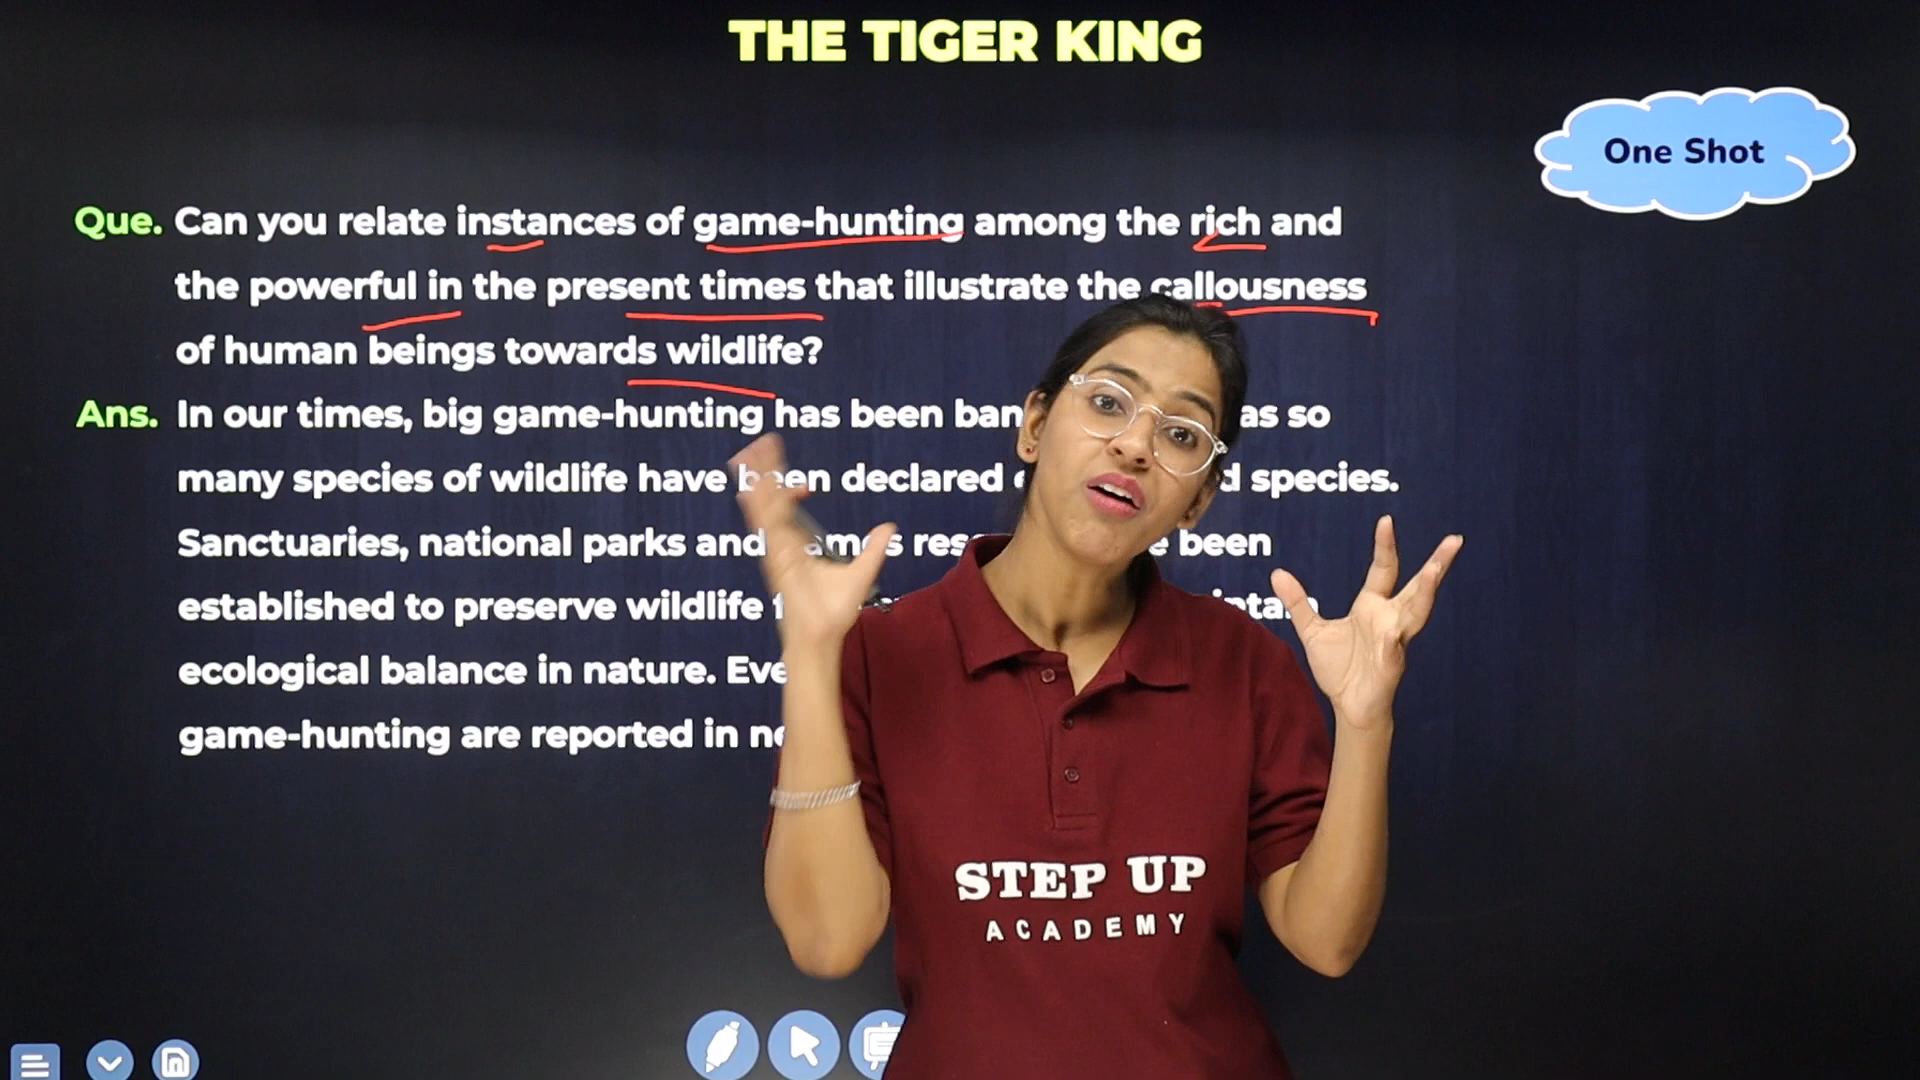 THE TIGER KING
One Shot
Que. Can you relate instances of game-hunting among the rich and
the powerful in the present times that illustrate the callousness
of human beings towards wildlife?
Ans. In our times, big game-hunting has been as so
many species of wildlife have been declared species.
Sanctuaries, national parks and been
established to preserve wildlife
ecological balance in nature.
game-hunting are reported in
STEP UP
ACADEMY